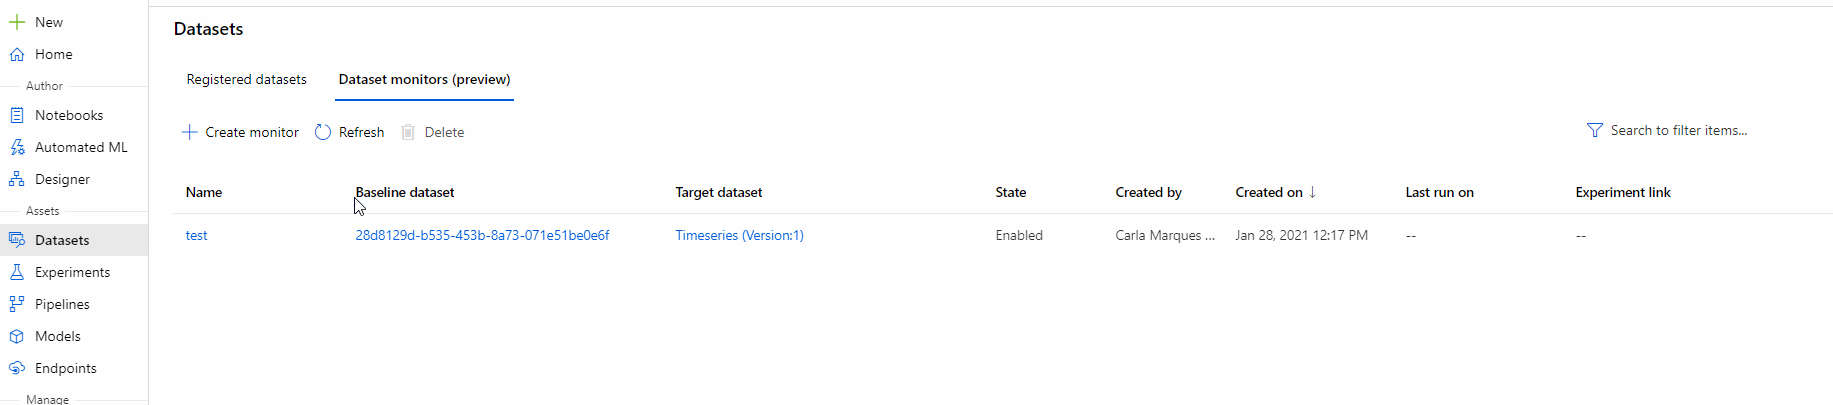 New
Home
Author
Notebooks
Automated ML
Designer
Assets
Datasets
Experiments
Pipelines
Models
Endpoints
Manage
Datasets
Registered datasets Dataset monitors (preview)
Create monitor Refresh Delete Search to filter items...
Name Baseline dataset Target dataset State Created by Created on ↓ Last run on Experiment link
test 28d8129d-b535-453b-8a73-071e51be0e6f Timeseries (Version:1) Enabled Carla Marques ... Jan 28, 2021 12:17 PM -- --